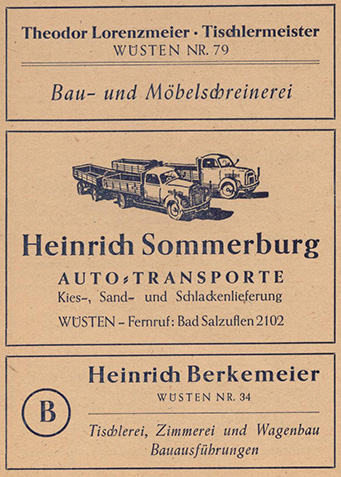 Theodor Lorenzmeier · Tischlermeister
WÜSTEN NR. 79
Bau- und Möbelschreinerei
Heinrich Sommerburg
AUTO-TRANSPORTE
Kies-, Sand- und Schlackenlieferung
WÜSTEN – Fernruf: Bad Salzuflen 2102
B
Heinrich Berkemeier
WÜSTEN NR. 34
Tischlerei, Zimmerei und Wagenbau
Bauausführungen